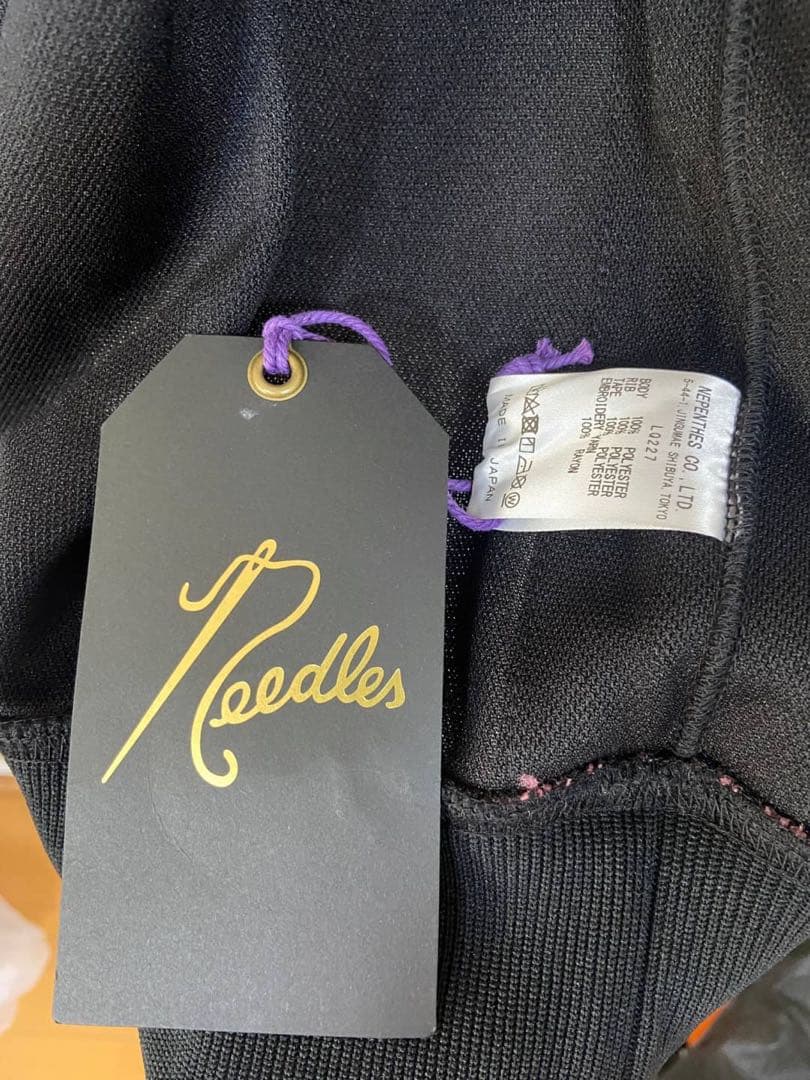 Needles
NEPENTHES CO.,LTD.
5-44-1 JINGUMAE SHIBUYA TOKYO
LQ227
BODY 100% POLYESTER
RIB 100% POLYESTER
TAPE 100% POLYESTER
EMBROIDERY YARN
100% RAYON
MADE IN JAPAN